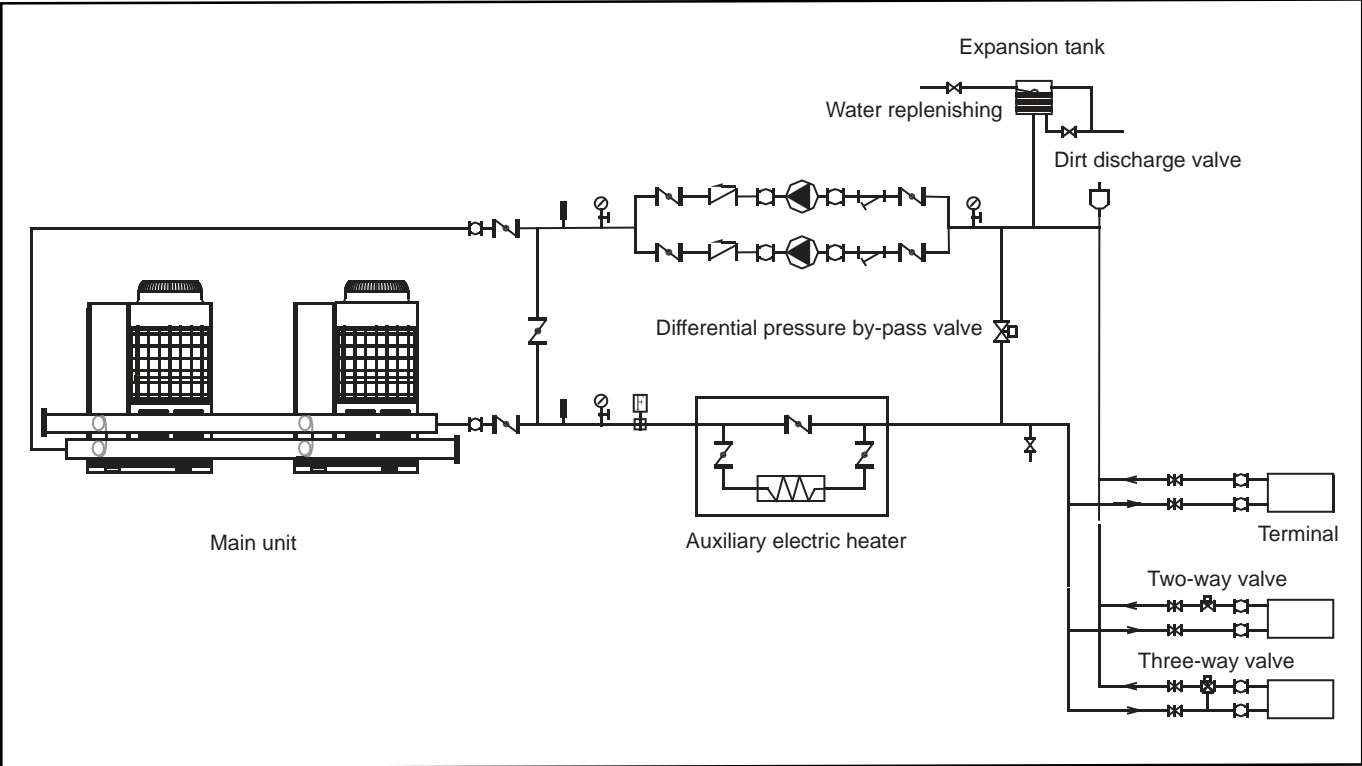 Expansion tank
Water replenishing
Dirt discharge valve
Differential pressure by-pass valve
F
Main unit
Auxiliary electric heater
Terminal
Two-way valve
Three-way valve